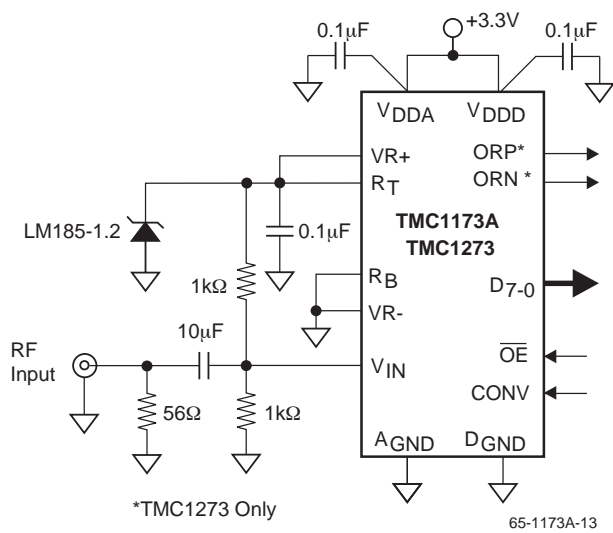 +3.3V
0.1μF
0.1μF
VDDA
VDDD
VR+
ORP*
RT
ORN *
LM185-1.2
0.1μF
TMC1173A
TMC1273
RB
D7-0
1kΩ
VR-
10μF
RF
Input
VIN
OE
CONV
56Ω
1kΩ
AGND
DGND
*TMC1273 Only
65-1173A-13